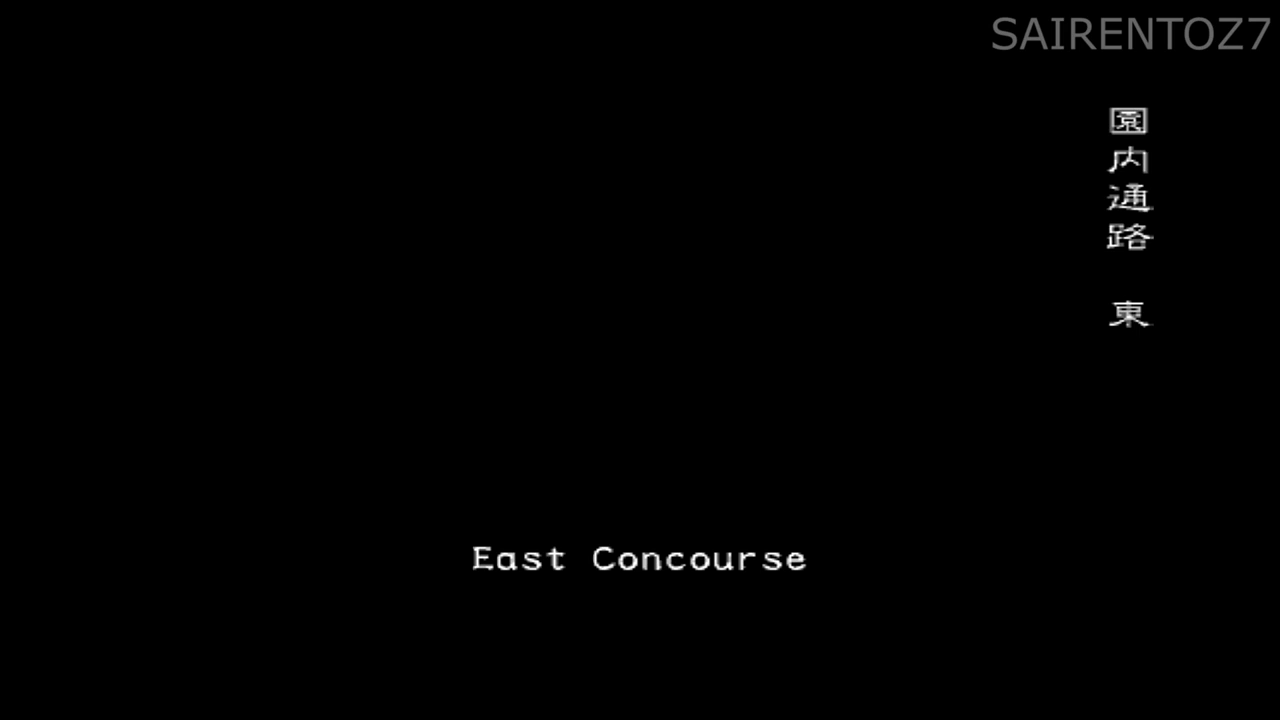 SAIRENTOZ7
園内通路　東
East Concourse